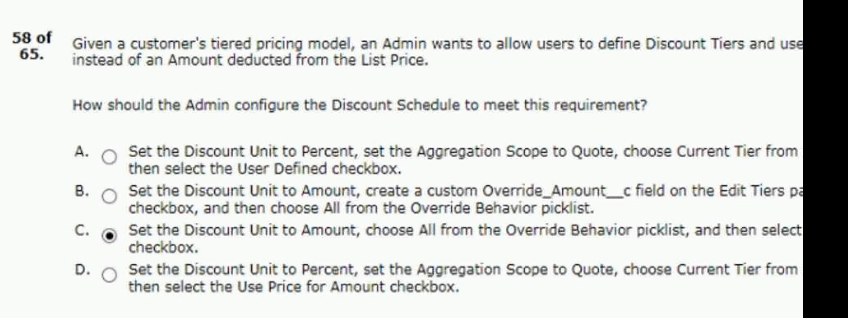 58 of
65.
Given a customer's tiered pricing model, an Admin wants to allow users to define Discount Tiers and use
instead of an Amount deducted from the List Price.
How should the Admin configure the Discount Schedule to meet this requirement?
A. Set the Discount Unit to Percent, set the Aggregation Scope to Quote, choose Current Tier from
then select the User Defined checkbox.
B. Set the Discount Unit to Amount, create a custom Override_Amount__c field on the Edit Tiers pa
checkbox, and then choose All from the Override Behavior picklist.
C. Set the Discount Unit to Amount, choose All from the Override Behavior picklist, and then select
checkbox.
D. Set the Discount Unit to Percent, set the Aggregation Scope to Quote, choose Current Tier from
then select the Use Price for Amount checkbox.